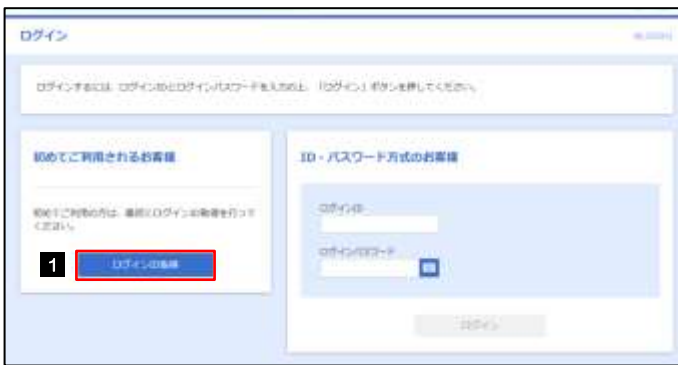 ログイン
ログインするには、ログインIDとログインパスワードを入力の上、「ログイン」ボタンを押してください。
初めてご利用されるお客様
ID・パスワード方式のお客様
初めてご利用の方は、最初にログインIDの取得を行って
ください。
ログインID
ログインパスワード
1
ログインIDの取得
ログイン